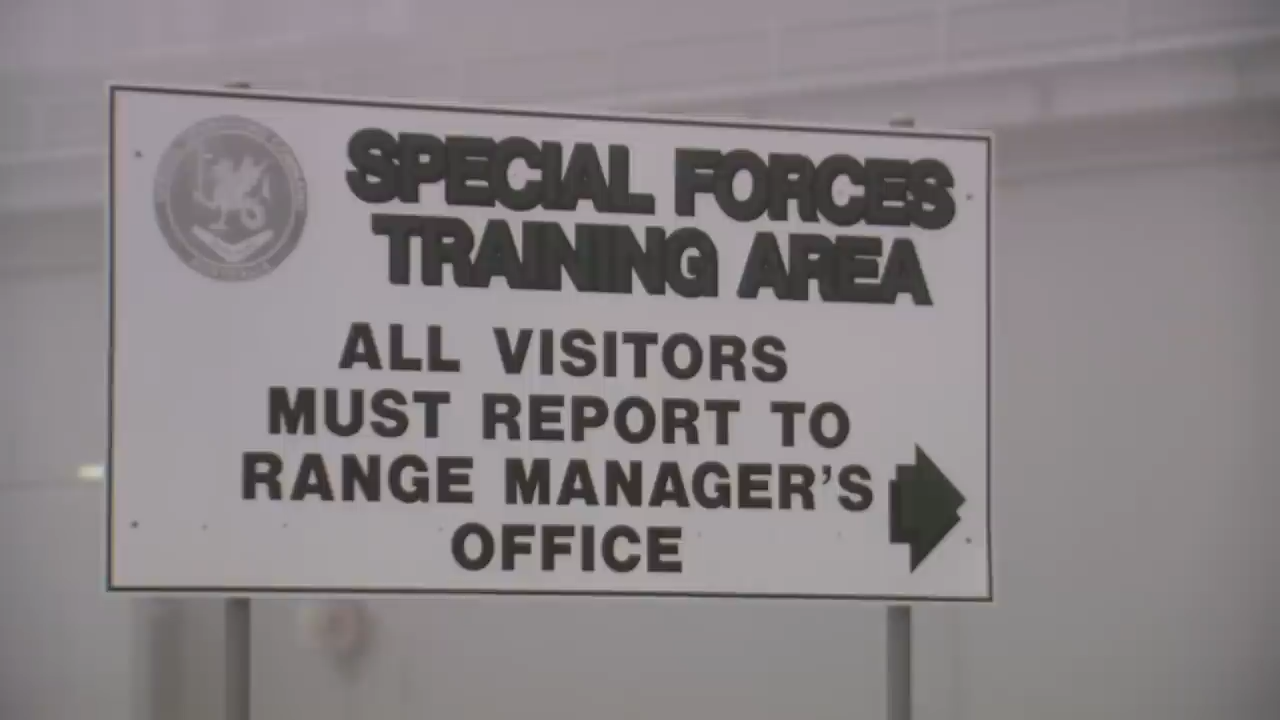 SPECIAL FORCES
TRAINING AREA
ALL VISITORS
MUST REPORT TO
RANGE MANAGER'S
OFFICE